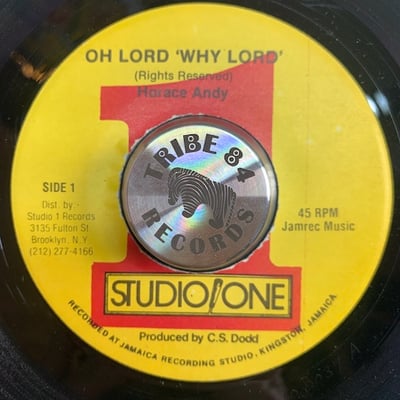 OH LORD 'WHY LORD'
(Rights Reserved)
Horace Andy
TRIBE 84
RECORDS
SIDE 1
Dist. by:-
Studio 1 Records
3135 Fulton St
Brooklyn, N.Y
(212) 277-4166
45 RPM
Jamrec Music
STUDIO ONE
Produced by C.S. Dodd
RECORDED AT JAMAICA RECORDING STUDIO, KINGSTON, JAMAICA.